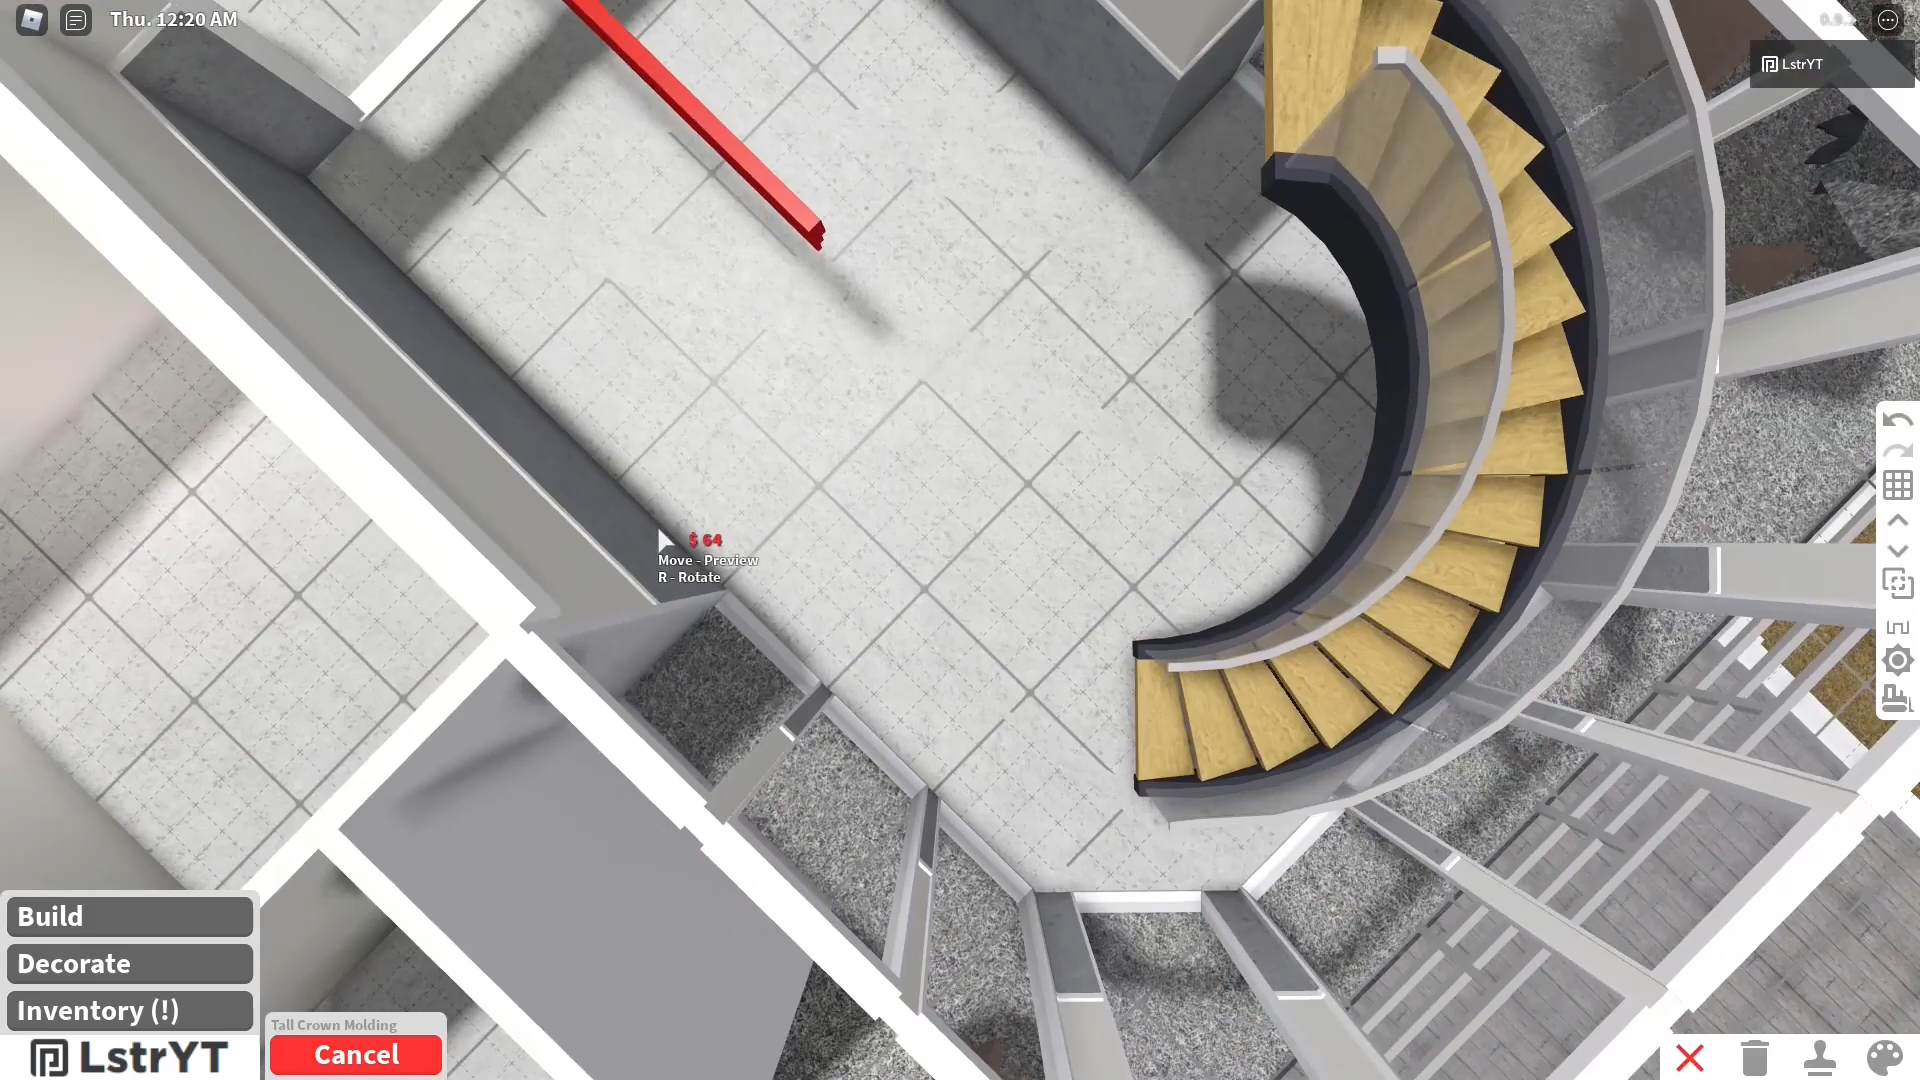 Thu. 12:20 AM
LstrYT
$ 64
Move - Preview
R - Rotate
Build
Decorate
Inventory (!)
LstrYT
Tall Crown Molding
Cancel